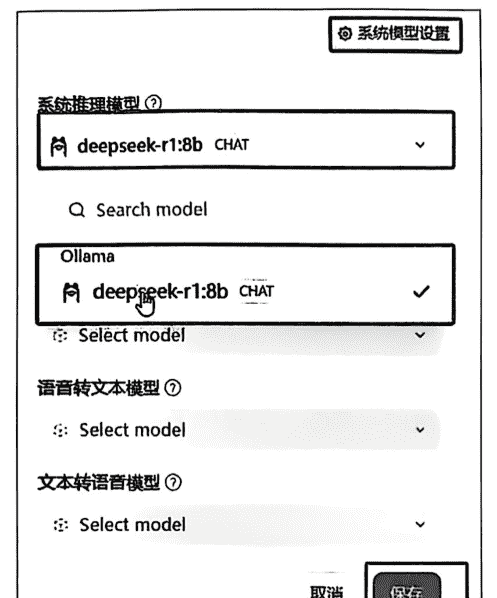 系统模型设置
系统推理模型
deepseek-r1:8b CHAT
Search model
Ollama
deepseek-r1:8b CHAT
Select model
语音转文本模型
Select model
文本转语音模型
Select model
取消 保存